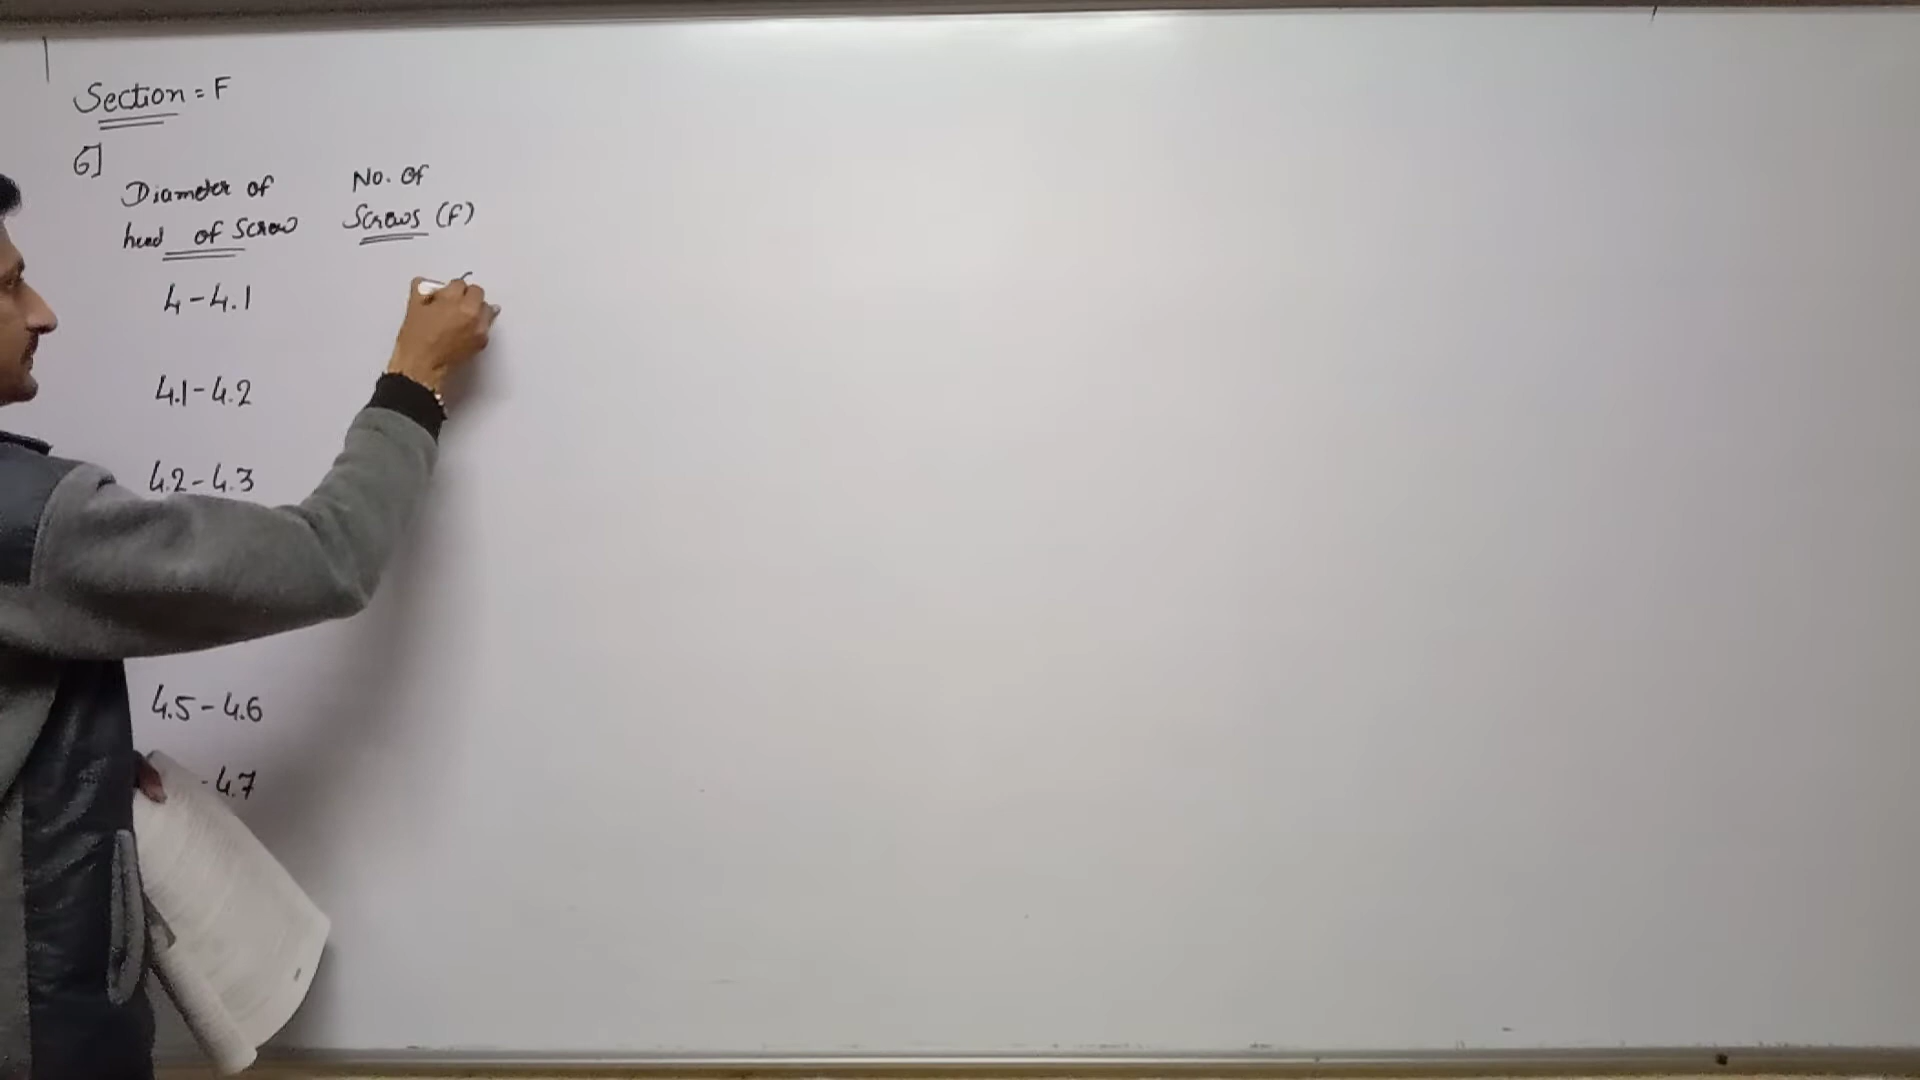 Section = F
6]
Diameter of
head of Screw
No. Of
Screws (F)
4 - 4.1
4.1 - 4.2
4.2 - 4.3
4.5 - 4.6
- 4.7